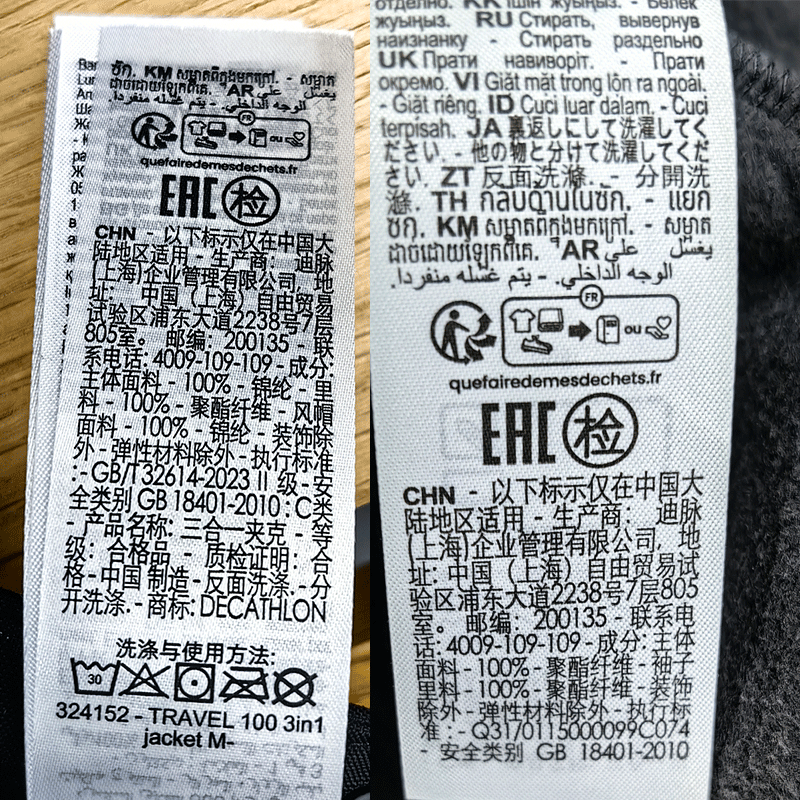 ซัก. KM សម្អាតពីក្នុងមកក្រៅ. - សម្អាត
ដាច់ដោយឡែកពីគេ. AR يغسل على
الوجه الداخلي. - يتم غسله منفردا.
FR
ou
quefairedemesdechets.fr
EAC 检
CHN - 以下标示仅在中国大
陆地区适用 - 生产商： 迪脉
(上海)企业管理有限公司, 地
址: 中国（上海）自由贸易
试验区浦东大道2238号7层
805室。 邮编: 200135 - 联
系电话: 4009-109-109 - 成分:
主体面料 - 100% - 锦纶 - 里
料 - 100% - 聚酯纤维 - 风帽
面料 - 100% - 锦纶 - 装饰除
外 - 弹性材料除外 - 执行标准
: - GB/T32614-2023 II 级 - 安
全类别 GB 18401-2010 : C类
- 产品名称: 三合一夹克 - 等
级: 合格品 - 质检证明: 合
格 - 中国 制造 - 反面洗涤. - 分
开洗涤. - 商标: DECATHLON
洗涤与使用方法:
30
324152 - TRAVEL 100 3in1
jacket M-
отдельно. KK Ішін жуыңыз. - Бөлек
жуыңыз. RU Стирать, вывернув
наизнанку - Стирать раздельно
UK Прати навиворіт. - Прати
окремо. VI Giặt mặt trong lôn ra ngoài.
- Giặt riêng. ID Cuci luar dalam. - Cuci
terpisah. JA 裏返しにして洗濯してく
ださい. - 他の物と分けて洗濯してくださ
い. ZT 反面洗滌. - 分開洗
滌. TH กลับด้านในซัก. - แยก
ซัก. KM សម្អាតពីក្នុងមកក្រៅ. - សម្អាត
ដាច់ដោយឡែកពីគេ. AR يغسل على
الوجه الداخلي. - يتم غسله منفردا.
FR
ou
quefairedemesdechets.fr
EAC 检
CHN - 以下标示仅在中国大
陆地区适用 - 生产商： 迪脉
(上海)企业管理有限公司, 地
址: 中国（上海）自由贸易试
验区浦东大道2238号7层805
室。 邮编: 200135 - 联系电
话: 4009-109-109 - 成分: 主体
面料 - 100% - 聚酯纤维 - 袖子
里料 - 100% - 聚酯纤维 - 装饰
除外 - 弹性材料除外 - 执行标
准: - Q3170115000099C074
- 安全类别 GB 18401-2010